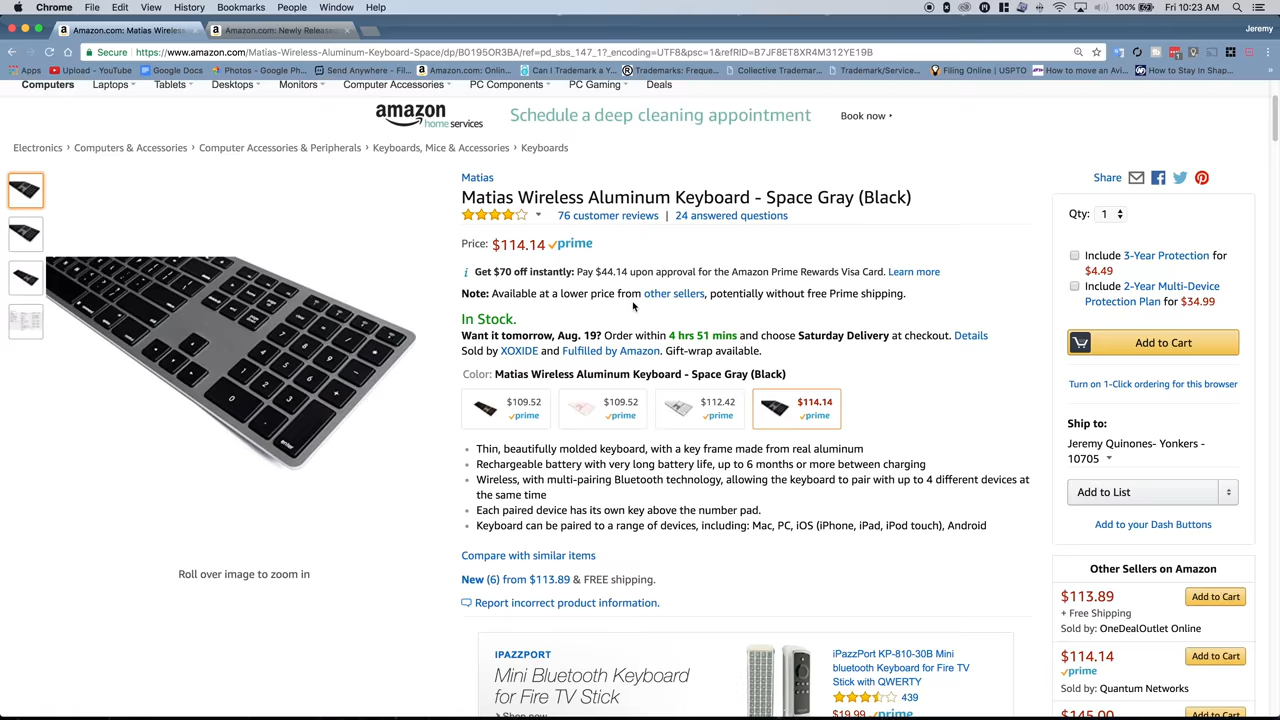 Chrome File Edit View History Bookmarks People Window Help 100% Fri 10:23 AM
Amazon.com: Matias Wireless Amazon.com: Newly Released Jeremy
Secure https://www.amazon.com/Matias-Wireless-Aluminum-Keyboard-Space/dp/B0195OR3BA/ref=pd_sbs_147_1?_encoding=UTF8&psc=1&refRID=B7JF8ET8XR4M312YE19B
Apps Upload - YouTube Google Docs Photos - Google Ph... Send Anywhere - Fil... Amazon.com: Onlin... Can I Trademark a Y... Trademarks: Freque... Collective Trademar... Trademark/Service... Filing Online | USPTO How to move an Avi... How to Stay In Shap...
Computers Laptops Tablets Desktops Monitors Computer Accessories PC Components PC Gaming Deals
amazon home services Schedule a deep cleaning appointment Book now
Electronics › Computers & Accessories › Computer Accessories & Peripherals › Keyboards, Mice & Accessories › Keyboards
Matias
Matias Wireless Aluminum Keyboard - Space Gray (Black)
76 customer reviews | 24 answered questions
Price: $114.14 prime
Get $70 off instantly: Pay $44.14 upon approval for the Amazon Prime Rewards Visa Card. Learn more
Note: Available at a lower price from other sellers, potentially without free Prime shipping.
In Stock.
Want it tomorrow, Aug. 19? Order within 4 hrs 51 mins and choose Saturday Delivery at checkout. Details
Sold by XOXIDE and Fulfilled by Amazon. Gift-wrap available.
Color: Matias Wireless Aluminum Keyboard - Space Gray (Black)
$109.52 $109.52 $112.42 $114.14
prime prime prime prime
• Thin, beautifully molded keyboard, with a key frame made from real aluminum
• Rechargeable battery with very long battery life, up to 6 months or more between charging
• Wireless, with multi-pairing Bluetooth technology, allowing the keyboard to pair with up to 4 different devices at
the same time
• Each paired device has its own key above the number pad.
• Keyboard can be paired to a range of devices, including: Mac, PC, iOS (iPhone, iPad, iPod touch), Android
Compare with similar items
New (6) from $113.89 & FREE shipping.
Report incorrect product information.
Roll over image to zoom in
enter
IPAZZPORT
Mini Bluetooth Keyboard
for Fire TV Stick
Shop now
iPazzPort KP-810-30B Mini
bluetooth Keyboard for Fire TV
Stick with QWERTY
439
$19.99 prime
Share
Qty: 1
Include 3-Year Protection for
$4.49
Include 2-Year Multi-Device
Protection Plan for $34.99
Add to Cart
Turn on 1-Click ordering for this browser
Ship to:
Jeremy Quinones- Yonkers -
10705
Add to List
Add to your Dash Buttons
Other Sellers on Amazon
$113.89 Add to Cart
+ Free Shipping
Sold by: OneDealOutlet Online
$114.14 Add to Cart
prime
Sold by: Quantum Networks
$145.00 Add to Cart